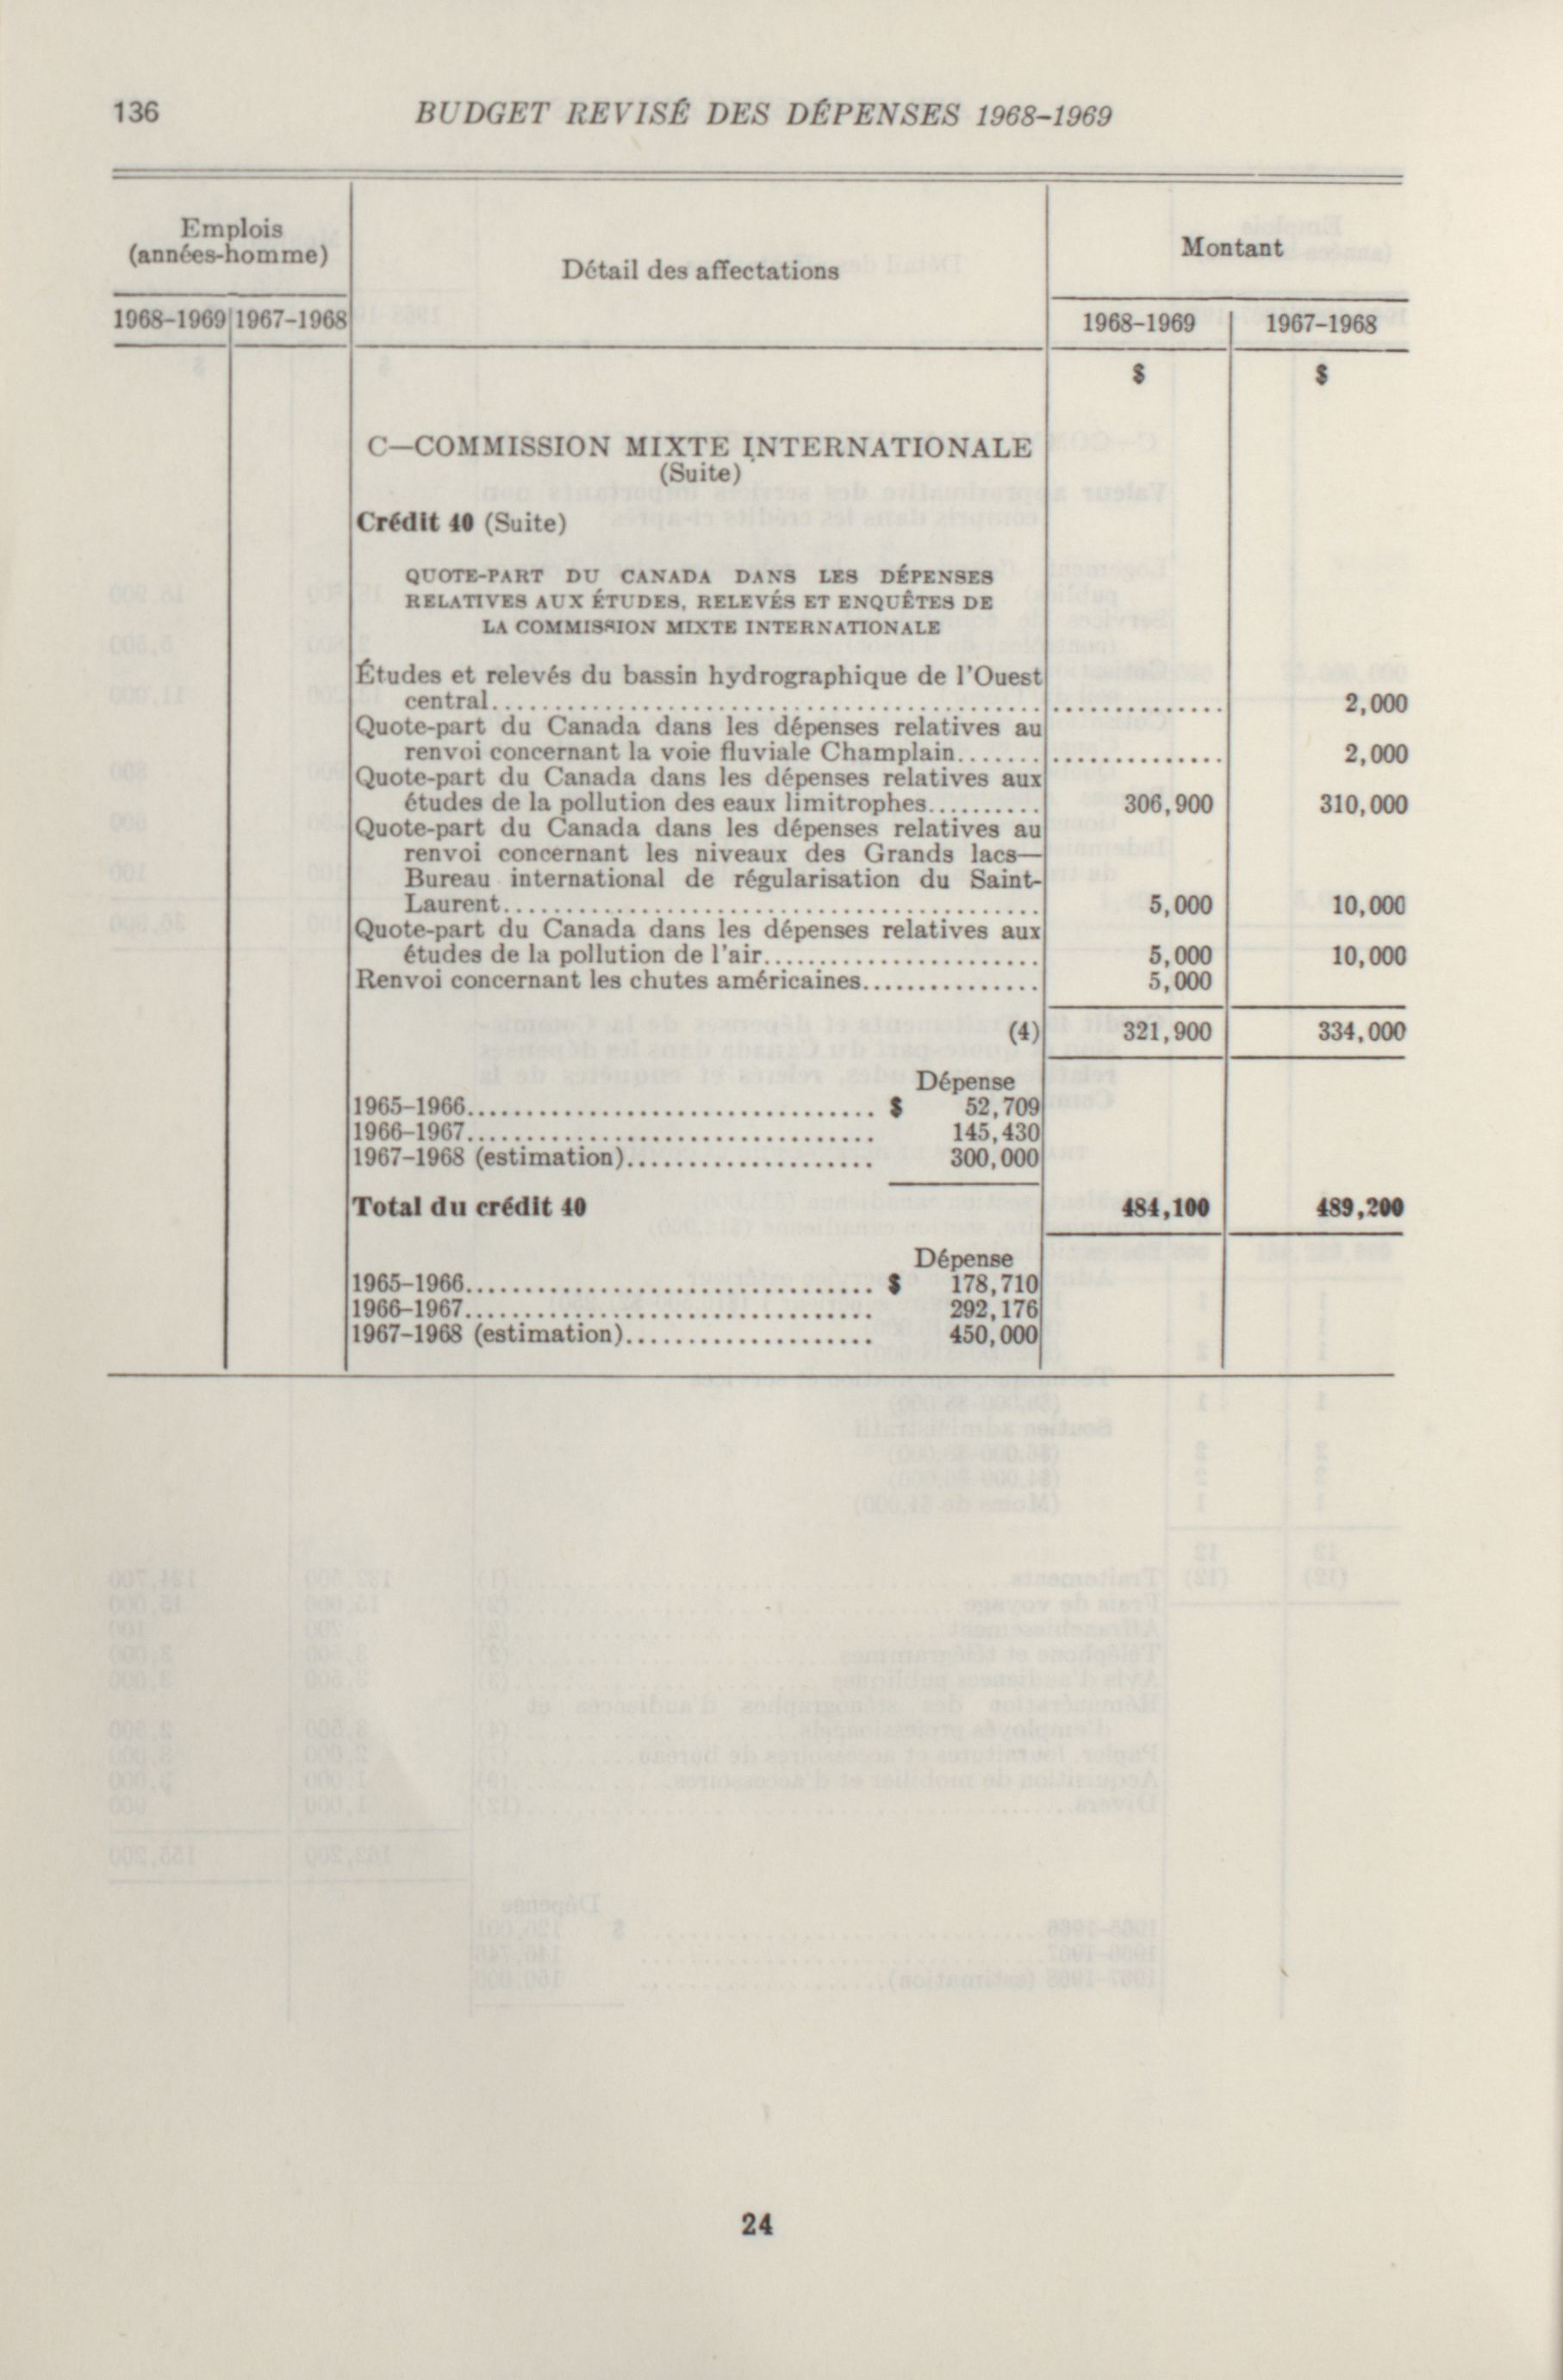 136 BUDGET REVISÉ DES DÉPENSES 1968-1969
Emplois
(années-homme)
Détail des affectations
Montant
1968-1969 1967-1968
1968-1969 1967-1968
$ $
C—COMMISSION MIXTE INTERNATIONALE
(Suite)
Crédit 40 (Suite)
QUOTE-PART DU CANADA DANS LES DÉPENSES
RELATIVES AUX ÉTUDES, RELEVÉS ET ENQUÊTES DE
LA COMMISSION MIXTE INTERNATIONALE
Études et relevés du bassin hydrographique de l'Ouest
central.......................................... .............. 2,000
Quote-part du Canada dans les dépenses relatives au
renvoi concernant la voie fluviale Champlain....... .............. 2,000
Quote-part du Canada dans les dépenses relatives aux
études de la pollution des eaux limitrophes.......... 306,900 310,000
Quote-part du Canada dans les dépenses relatives au
renvoi concernant les niveaux des Grands lacs—
Bureau international de régularisation du Saint-
Laurent.......................................... 5,000 10,000
Quote-part du Canada dans les dépenses relatives aux
études de la pollution de l'air...................... 5,000 10,000
Renvoi concernant les chutes américaines............... 5,000
(4) 321,900 334,000
Dépense
1965-1966.................................. $ 52,709
1966-1967.................................. 145,430
1967-1968 (estimation)..................... 300,000
Total du crédit 40 484,100 489,200
Dépense
1965-1966.................................. $ 178,710
1966-1967.................................. 292,176
1967-1968 (estimation)..................... 450,000
24